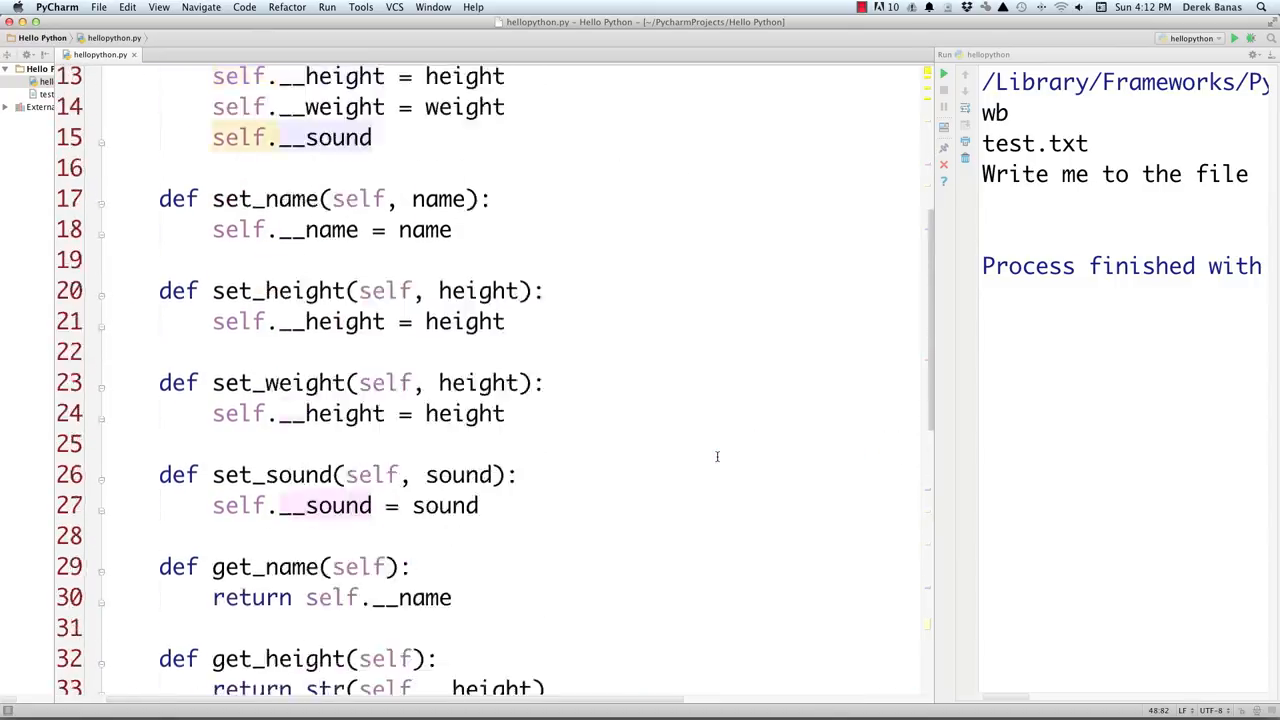 PyCharm File Edit View Navigate Code Refactor Run Tools VCS Window Help 10 Sun 4:12 PM Derek Banas
hellopython.py - Hello Python - [~/PycharmProjects/Hello Python]
Hello Python hellopython.py hellopython
hellopython.py Run hellopython
Hello P
hell
test
Extern
13 self.__height = height
14 self.__weight = weight
15 self.__sound
16
17 def set_name(self, name):
18 self.__name = name
19
20 def set_height(self, height):
21 self.__height = height
22
23 def set_weight(self, height):
24 self.__height = height
25
26 def set_sound(self, sound):
27 self.__sound = sound
28
29 def get_name(self):
30 return self.__name
31
32 def get_height(self):
33 return str(self.__height)
/Library/Frameworks/Py
wb
test.txt
Write me to the file
Process finished with
48:82 LF UTF-8